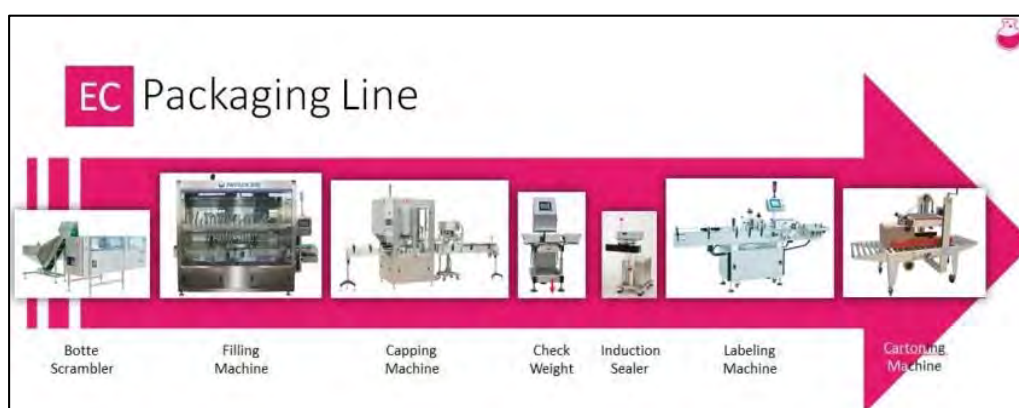 EC Packaging Line
Botte
Scrambler
Filling
Machine
Capping
Machine
Check
Weight
Induction
Sealer
Labeling
Machine
Cartoning
Machine